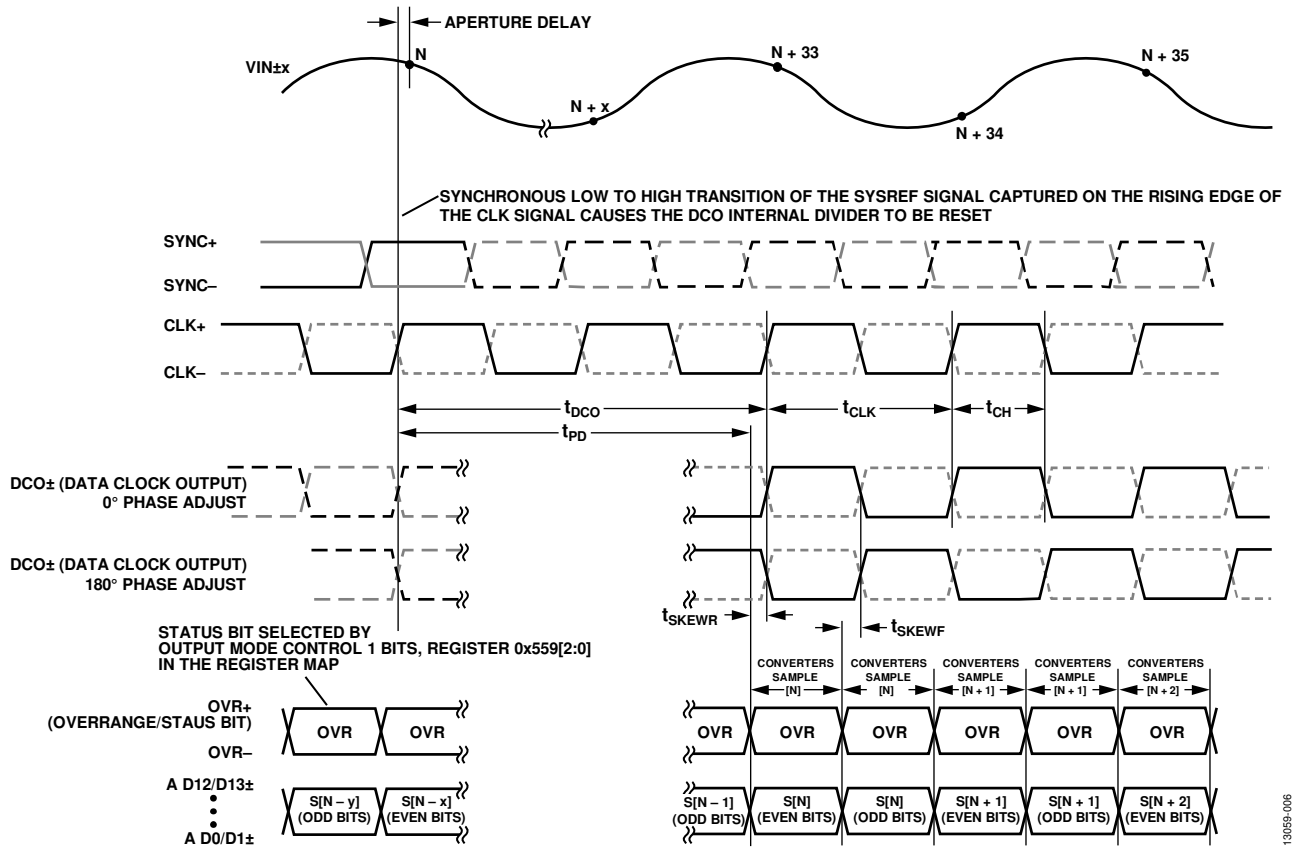 APERTURE DELAY
VIN±x
N
N + x
N + 33
N + 34
N + 35
SYNCHRONOUS LOW TO HIGH TRANSITION OF THE SYSREF SIGNAL CAPTURED ON THE RISING EDGE OF
THE CLK SIGNAL CAUSES THE DCO INTERNAL DIVIDER TO BE RESET
SYNC+
SYNC–
CLK+
CLK–
tDCO
tCLK
tCH
tPD
DCO± (DATA CLOCK OUTPUT)
0° PHASE ADJUST
DCO± (DATA CLOCK OUTPUT)
180° PHASE ADJUST
tSKEWR
tSKEWF
STATUS BIT SELECTED BY
OUTPUT MODE CONTROL 1 BITS, REGISTER 0x559[2:0]
IN THE REGISTER MAP
CONVERTERS
SAMPLE
[N]
CONVERTERS
SAMPLE
[N]
CONVERTERS
SAMPLE
[N + 1]
CONVERTERS
SAMPLE
[N + 1]
CONVERTERS
SAMPLE
[N + 2]
OVR+
(OVERRANGE/STAUS BIT)
OVR–
OVR
OVR
OVR
OVR
OVR
OVR
OVR
OVR
A D12/D13±
A D0/D1±
S[N – y]
(ODD BITS)
S[N – x]
(EVEN BITS)
S[N – 1]
(ODD BITS)
S[N]
(EVEN BITS)
S[N]
(ODD BITS)
S[N + 1]
(EVEN BITS)
S[N + 1]
(ODD BITS)
S[N + 2]
(EVEN BITS)
13059-006